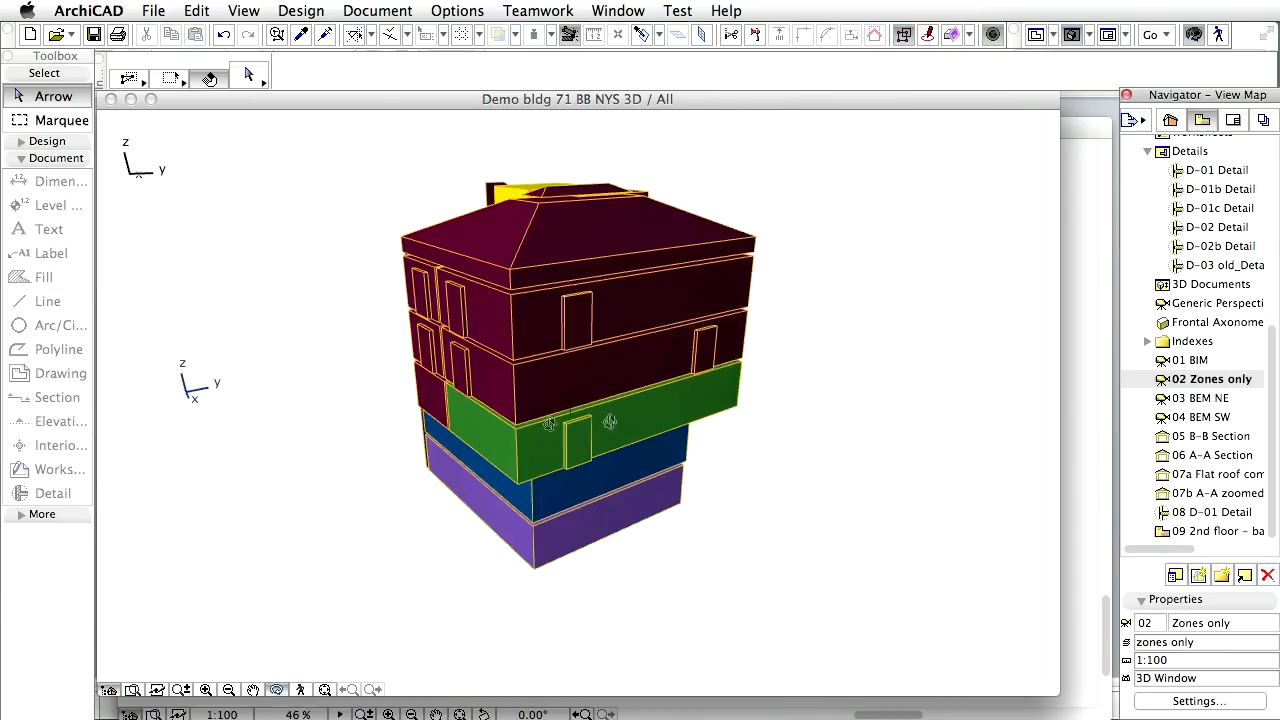 ArchiCAD File Edit View Design Document Options Teamwork Window Test Help
Go
Toolbox
Select
Arrow
Marquee
Design
Document
Dimen...
Level ...
A Text
A1 Label
Fill
Line
Arc/Ci...
Polyline
Drawing
Section
Elevati...
Interio...
Works...
Detail
More
Demo bldg 71 BB NYS 3D / All
z
y
x
z
y
x
1:100
46 %
0.00°
Navigator - View Map
Worksheets
Details
D-01 Detail
D-01b Detail
D-01c Detail
D-02 Detail
D-02b Detail
D-03 old_Deta
3D Documents
Generic Perspecti
Frontal Axonome
Indexes
01 BIM
02 Zones only
03 BEM NE
04 BEM SW
05 B-B Section
06 A-A Section
07a Flat roof con
07b A-A zoomed
08 D-01 Detail
09 2nd floor - ba
Properties
02 Zones only
zones only
1:100
3D Window
Settings...